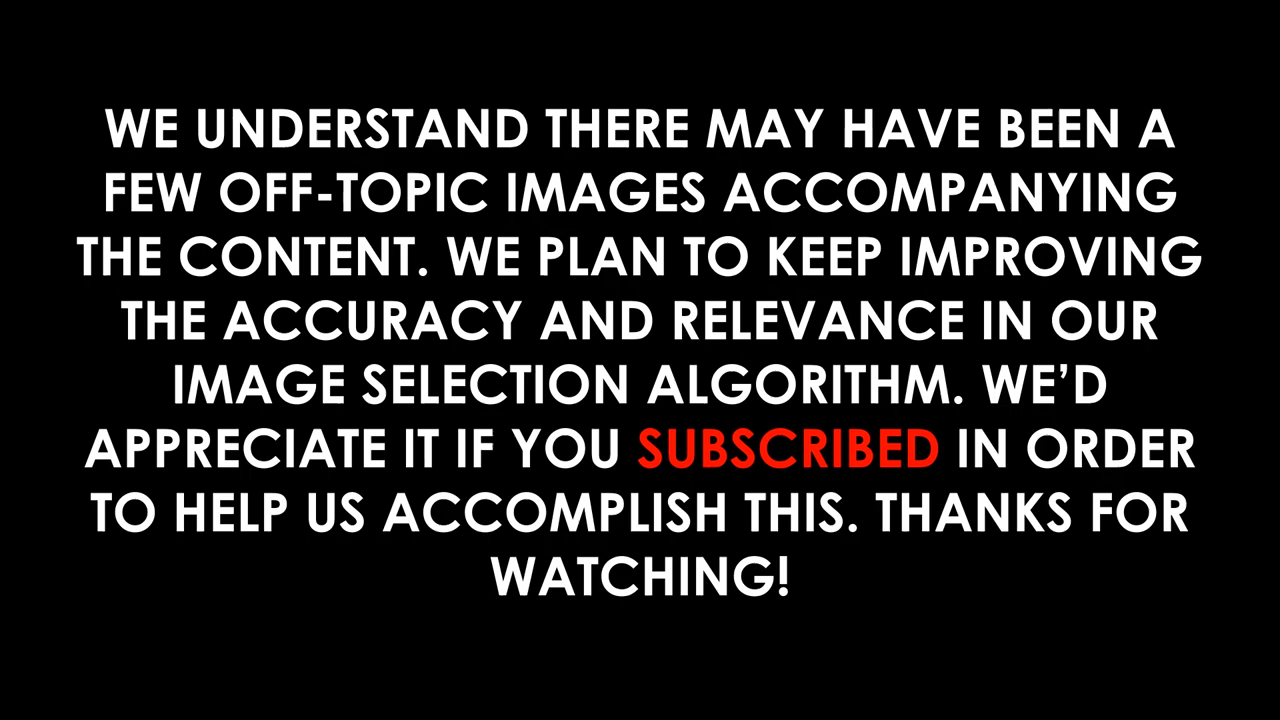 WE UNDERSTAND THERE MAY HAVE BEEN A
FEW OFF-TOPIC IMAGES ACCOMPANYING
THE CONTENT. WE PLAN TO KEEP IMPROVING
THE ACCURACY AND RELEVANCE IN OUR
IMAGE SELECTION ALGORITHM. WE’D
APPRECIATE IT IF YOU SUBSCRIBED IN ORDER
TO HELP US ACCOMPLISH THIS. THANKS FOR
WATCHING!